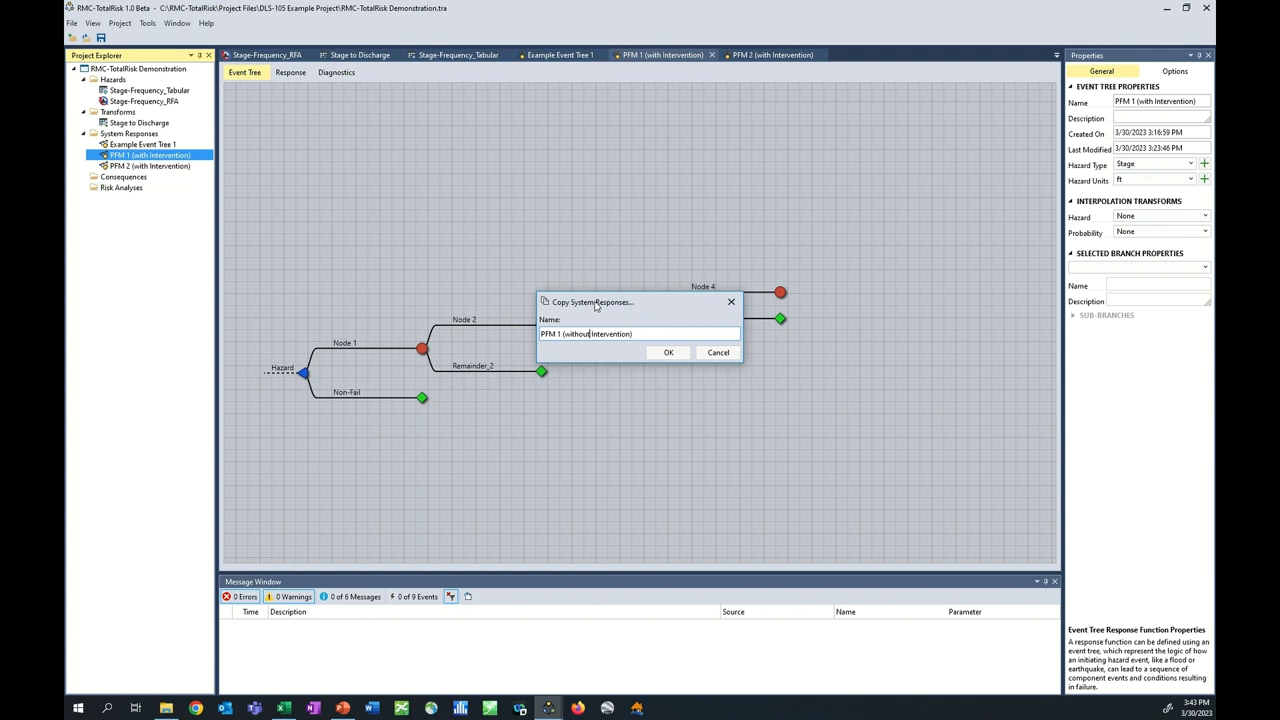 RMC-TotalRisk 1.0 Beta - C:\RMC-TotalRisk\Project Files\DLS-105 Example Project\RMC-TotalRisk Demonstration.tra
File View Project Tools Window Help
Project Explorer
RMC-TotalRisk Demonstration
Hazards
Stage-Frequency_Tabular
Stage-Frequency_RFA
Transforms
Stage to Discharge
System Responses
Example Event Tree 1
PFM 1 (with Intervention)
PFM 2 (with Intervention)
Consequences
Risk Analyses
Stage-Frequency_RFA Stage to Discharge Stage-Frequency_Tabular Example Event Tree 1 PFM 1 (with Intervention) PFM 2 (with Intervention)
Event Tree Response Diagnostics
Hazard
Node 1
Non-Fail
Node 2
Remainder_2
Node 4
Copy System Responses...
Name:
PFM 1 (without Intervention)
OK Cancel
Message Window
0 Errors 0 Warnings 0 of 6 Messages 0 of 9 Events
Time Description Source Name Parameter
Properties
General Options
EVENT TREE PROPERTIES
Name PFM 1 (with Intervention)
Description
Created On 3/30/2023 3:16:59 PM
Last Modified 3/30/2023 3:23:46 PM
Hazard Type Stage
Hazard Units ft
INTERPOLATION TRANSFORMS
Hazard None
Probability None
SELECTED BRANCH PROPERTIES
Name
Description
SUB-BRANCHES
Event Tree Response Function Properties
A response function can be defined using an
event tree, which represent the logic of how
an initiating hazard event, like a flood or
earthquake, can lead to a sequence of
component events and conditions resulting
in failure.
3:43 PM
3/30/2023